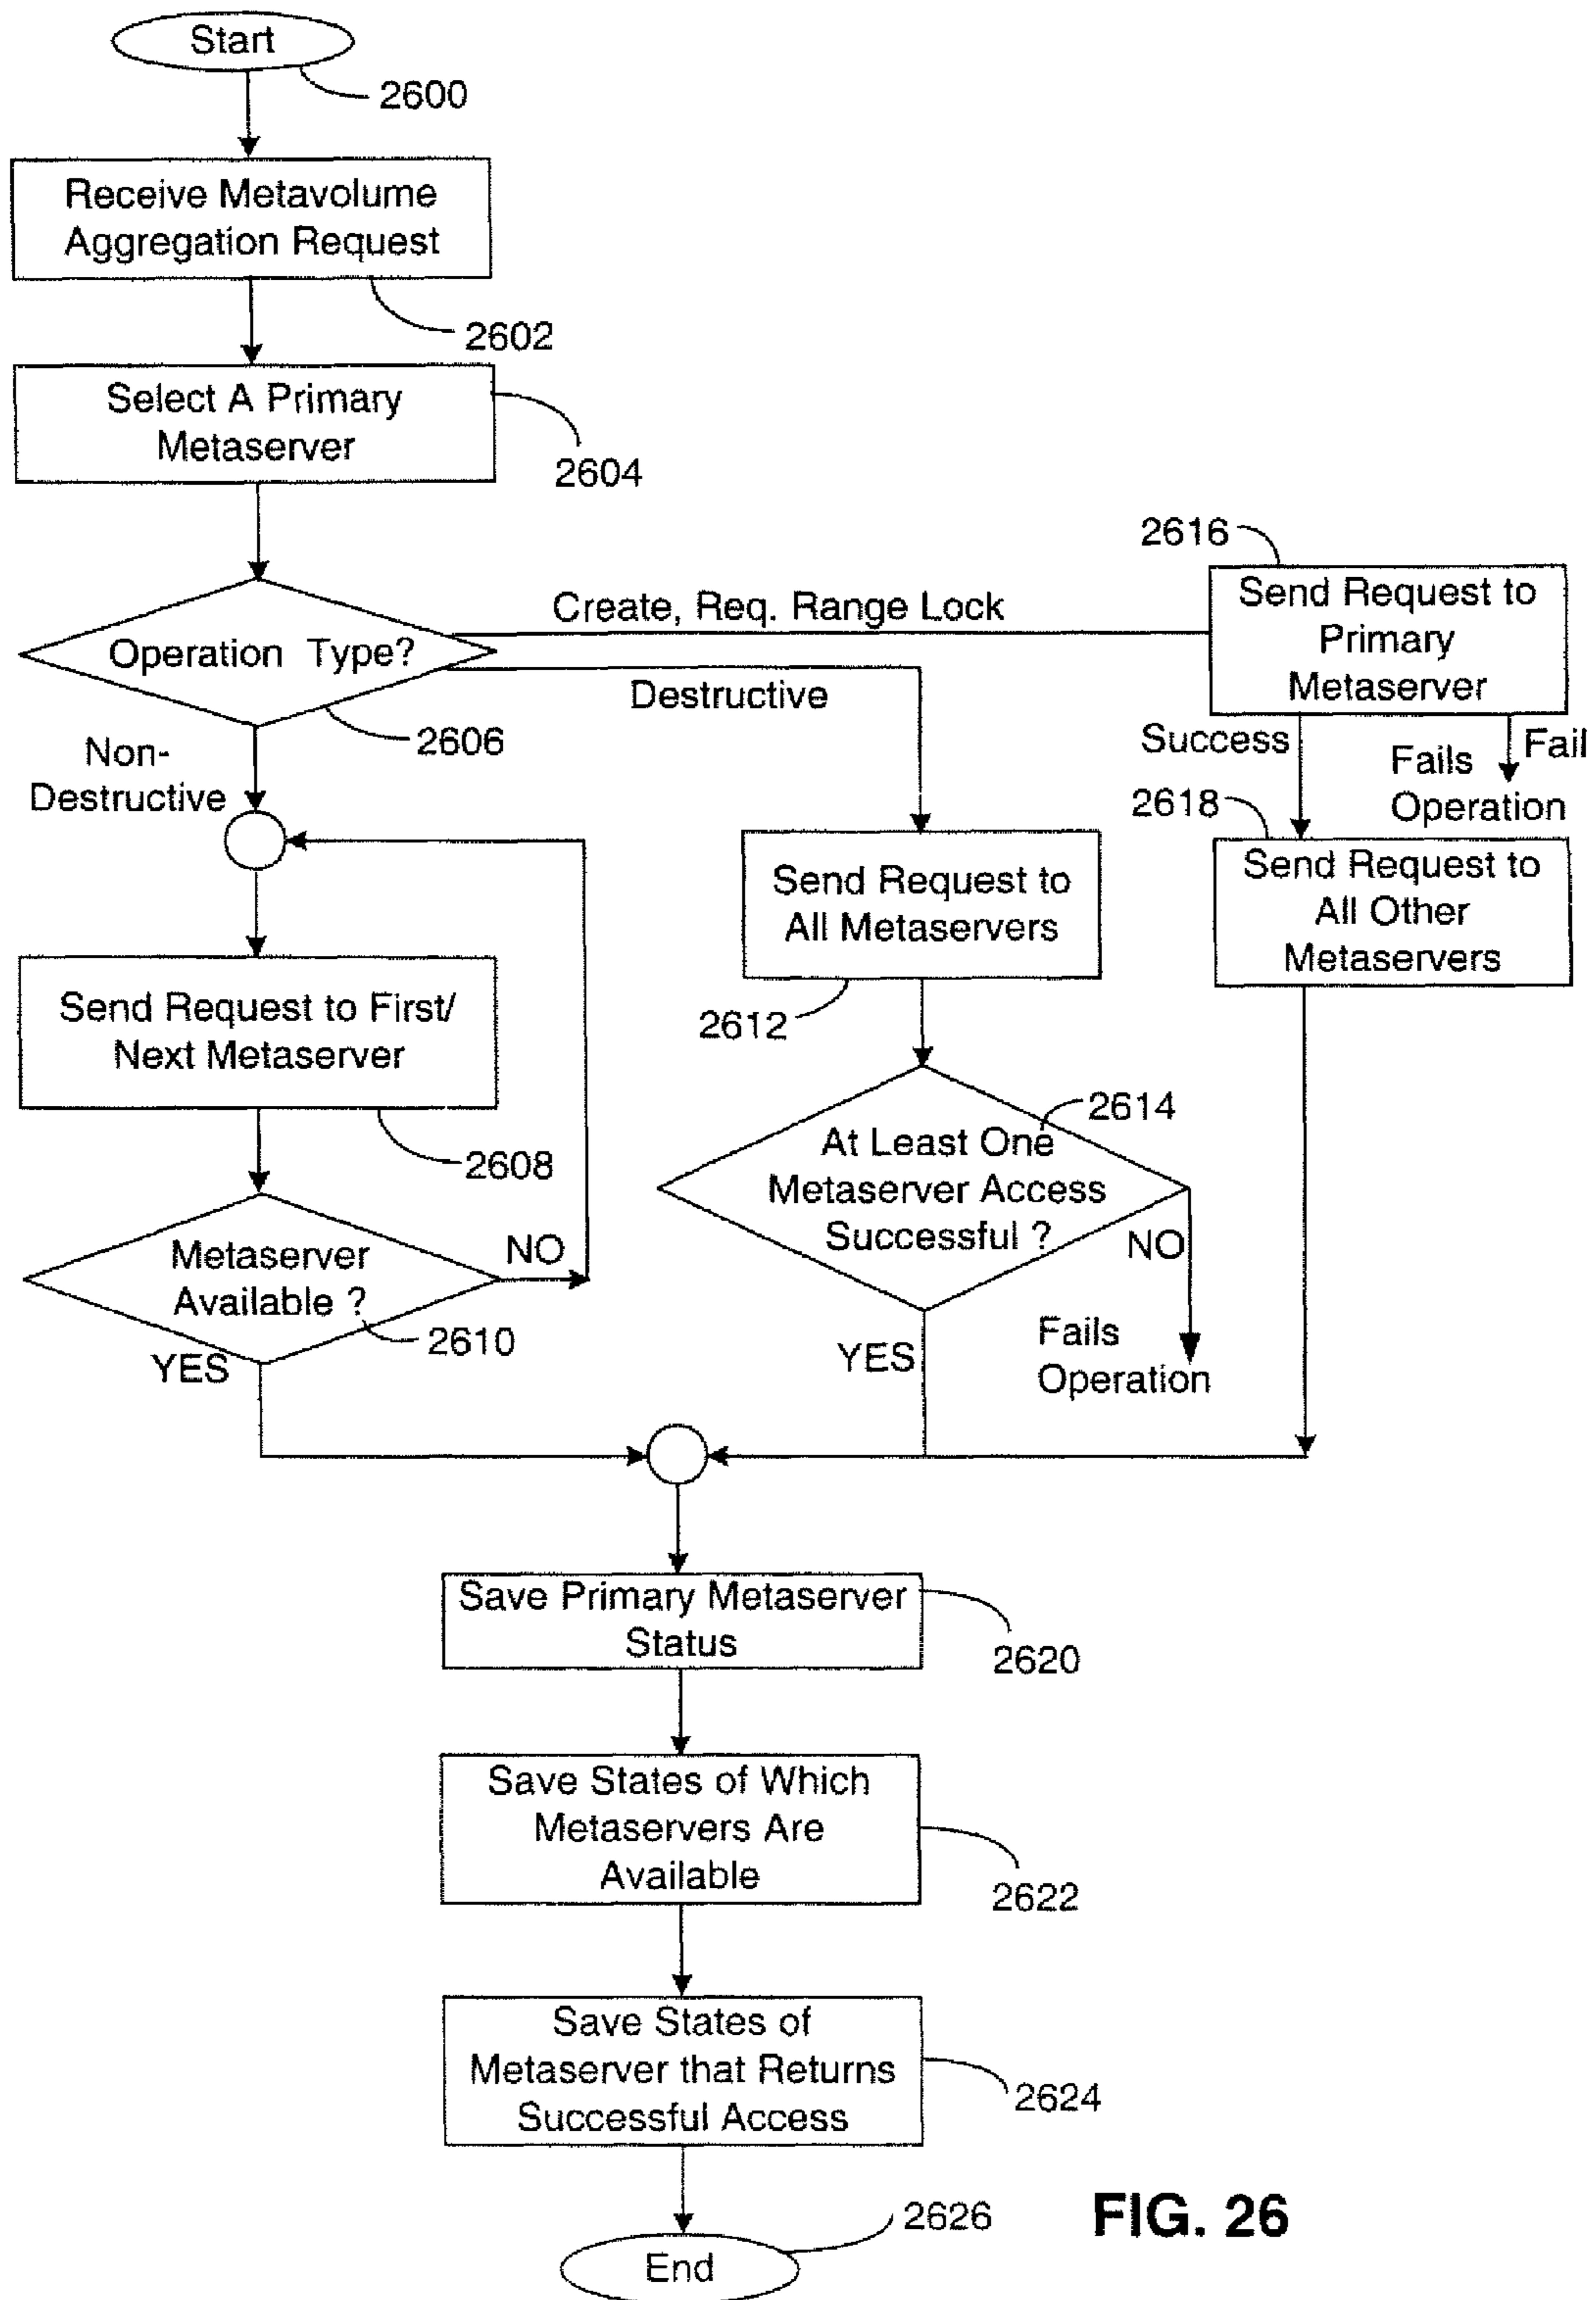 Start
2600
Receive Metavolume
Aggregation Request
2602
Select A Primary
Metaserver
2604
Operation Type?
2606
Create, Req. Range Lock
Destructive
Non-
Destructive
2616
Send Request to
Primary
Metaserver
Success
Fail
Fails
Operation
2618
Send Request to
All Other
Metaservers
Send Request to
All Metaservers
2612
Send Request to First/
Next Metaserver
2608
2614
At Least One
Metaserver Access
Successful ?
NO
Fails
Operation
YES
Metaserver
Available ?
NO
2610
YES
Save Primary Metaserver
Status
2620
Save States of Which
Metaservers Are
Available
2622
Save States of
Metaserver that Returns
Successful Access
2624
2626
End
FIG. 26